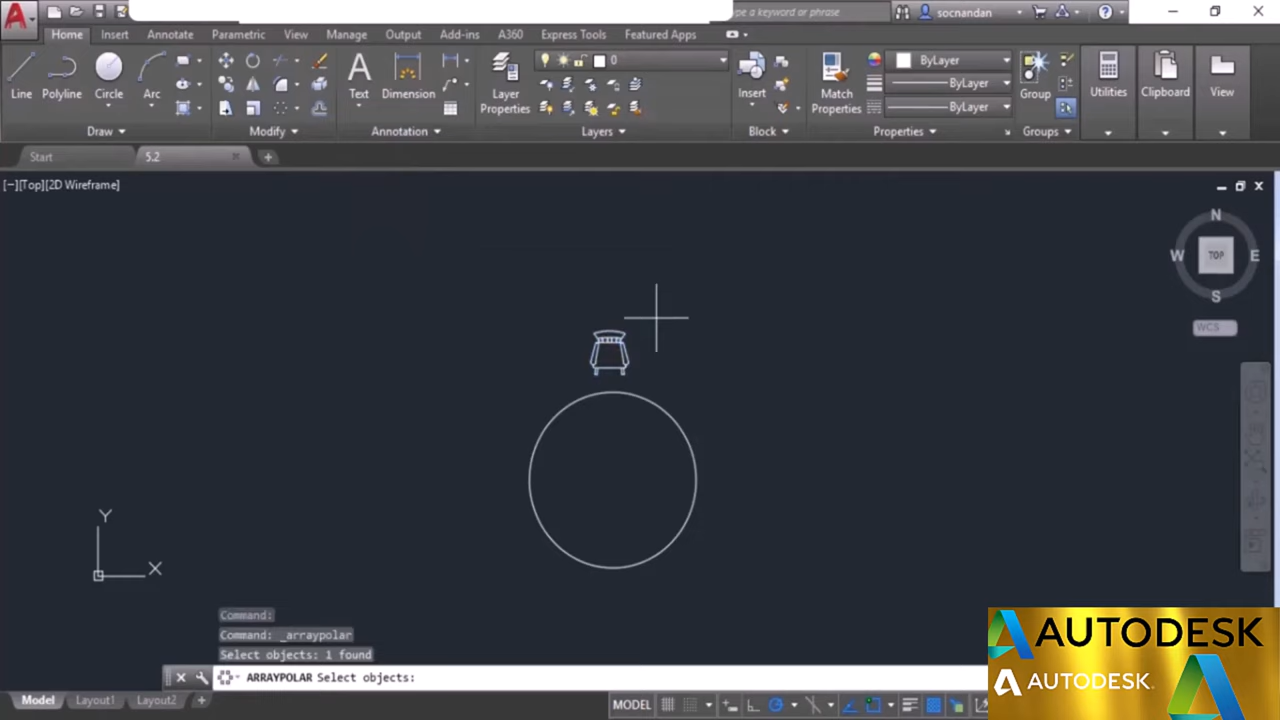 A
e a keyword or phrase
socnandan
Home Insert Annotate Parametric View Manage Output Add-ins A360 Express Tools Featured Apps
0
ByLayer
ByLayer
ByLayer
Line Polyline Circle Arc
Text Dimension
Layer
Properties
Insert
Match
Properties
Group
Utilities
Clipboard
View
Draw
Modify
Annotation
Layers
Block
Properties
Groups
Start
5.2
[−][Top][2D Wireframe]
N
W
TOP
E
S
WCS
Y
X
Command:
Command: _arraypolar
Select objects: 1 found
ARRAYPOLAR Select objects:
Model Layout1 Layout2
MODEL
AUTODESK
AUTODESK.